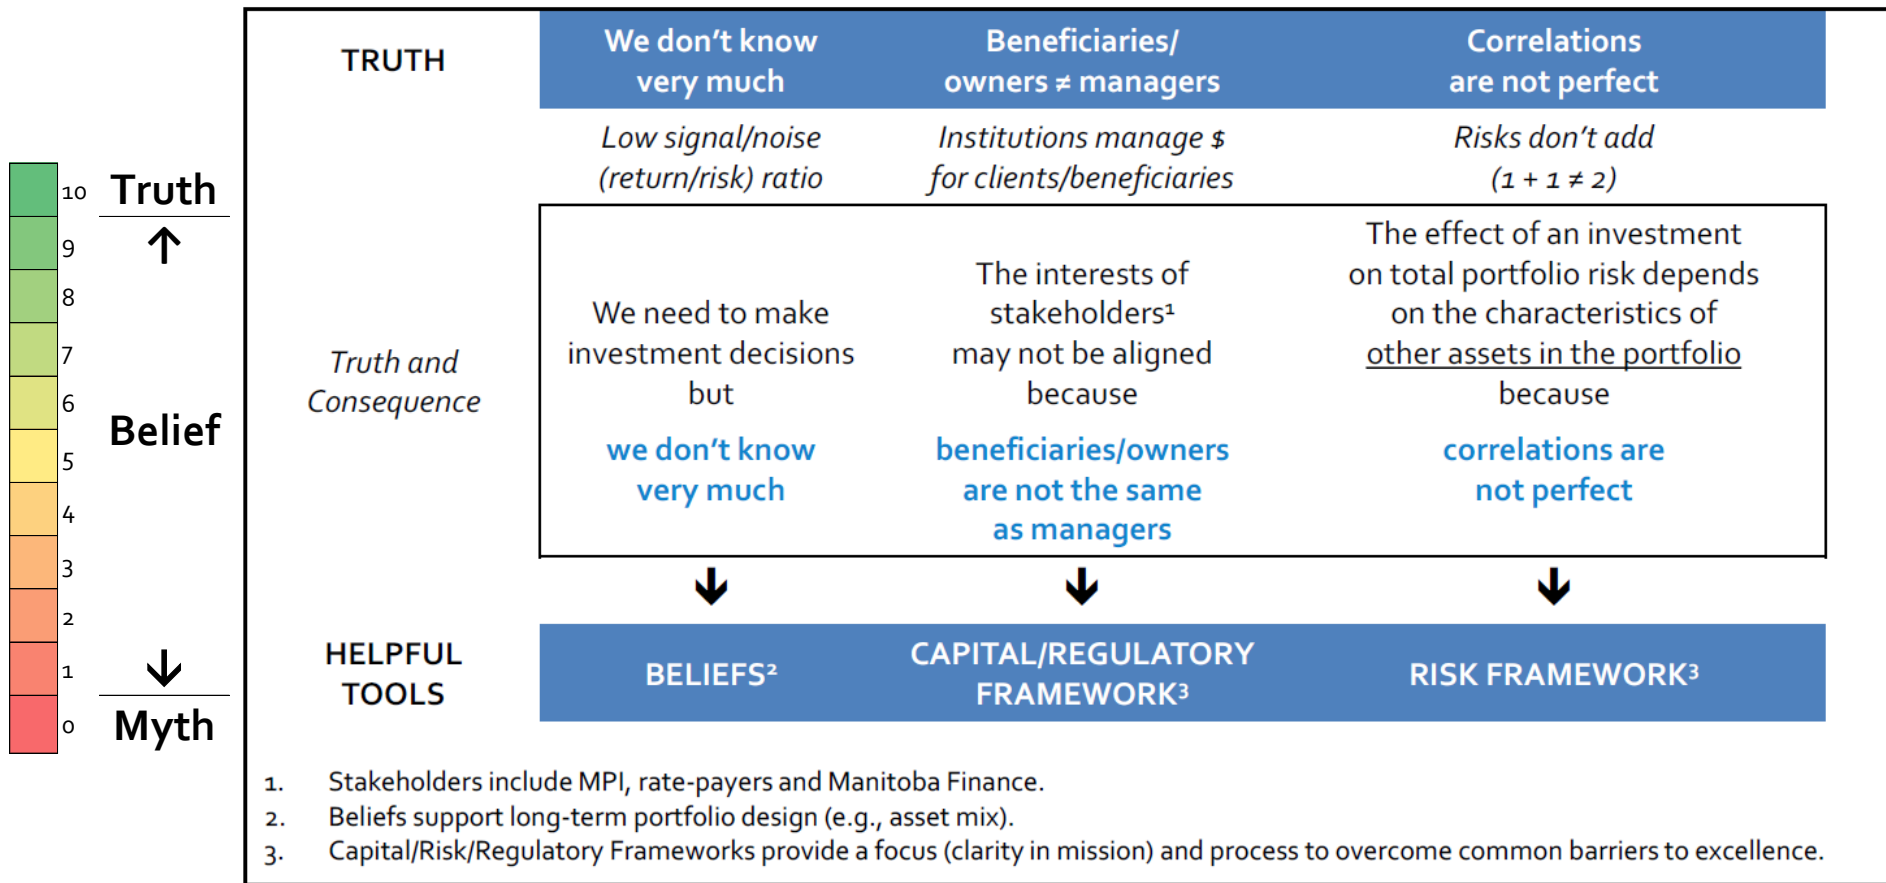 10
9
8
7
6
5
4
3
2
1
0
Truth
↑
Belief
↓
Myth
TRUTH
We don't know
very much
Beneficiaries/
owners ≠ managers
Correlations
are not perfect
Low signal/noise
(return/risk) ratio
Institutions manage $
for clients/beneficiaries
Risks don't add
(1 + 1 ≠ 2)
Truth and
Consequence
We need to make
investment decisions
but
we don't know
very much
The interests of
stakeholders¹
may not be aligned
because
beneficiaries/owners
are not the same
as managers
The effect of an investment
on total portfolio risk depends
on the characteristics of
other assets in the portfolio
because
correlations are
not perfect
HELPFUL
TOOLS
BELIEFS²
CAPITAL/REGULATORY
FRAMEWORK³
RISK FRAMEWORK³
1. Stakeholders include MPI, rate-payers and Manitoba Finance.
2. Beliefs support long-term portfolio design (e.g., asset mix).
3. Capital/Risk/Regulatory Frameworks provide a focus (clarity in mission) and process to overcome common barriers to excellence.